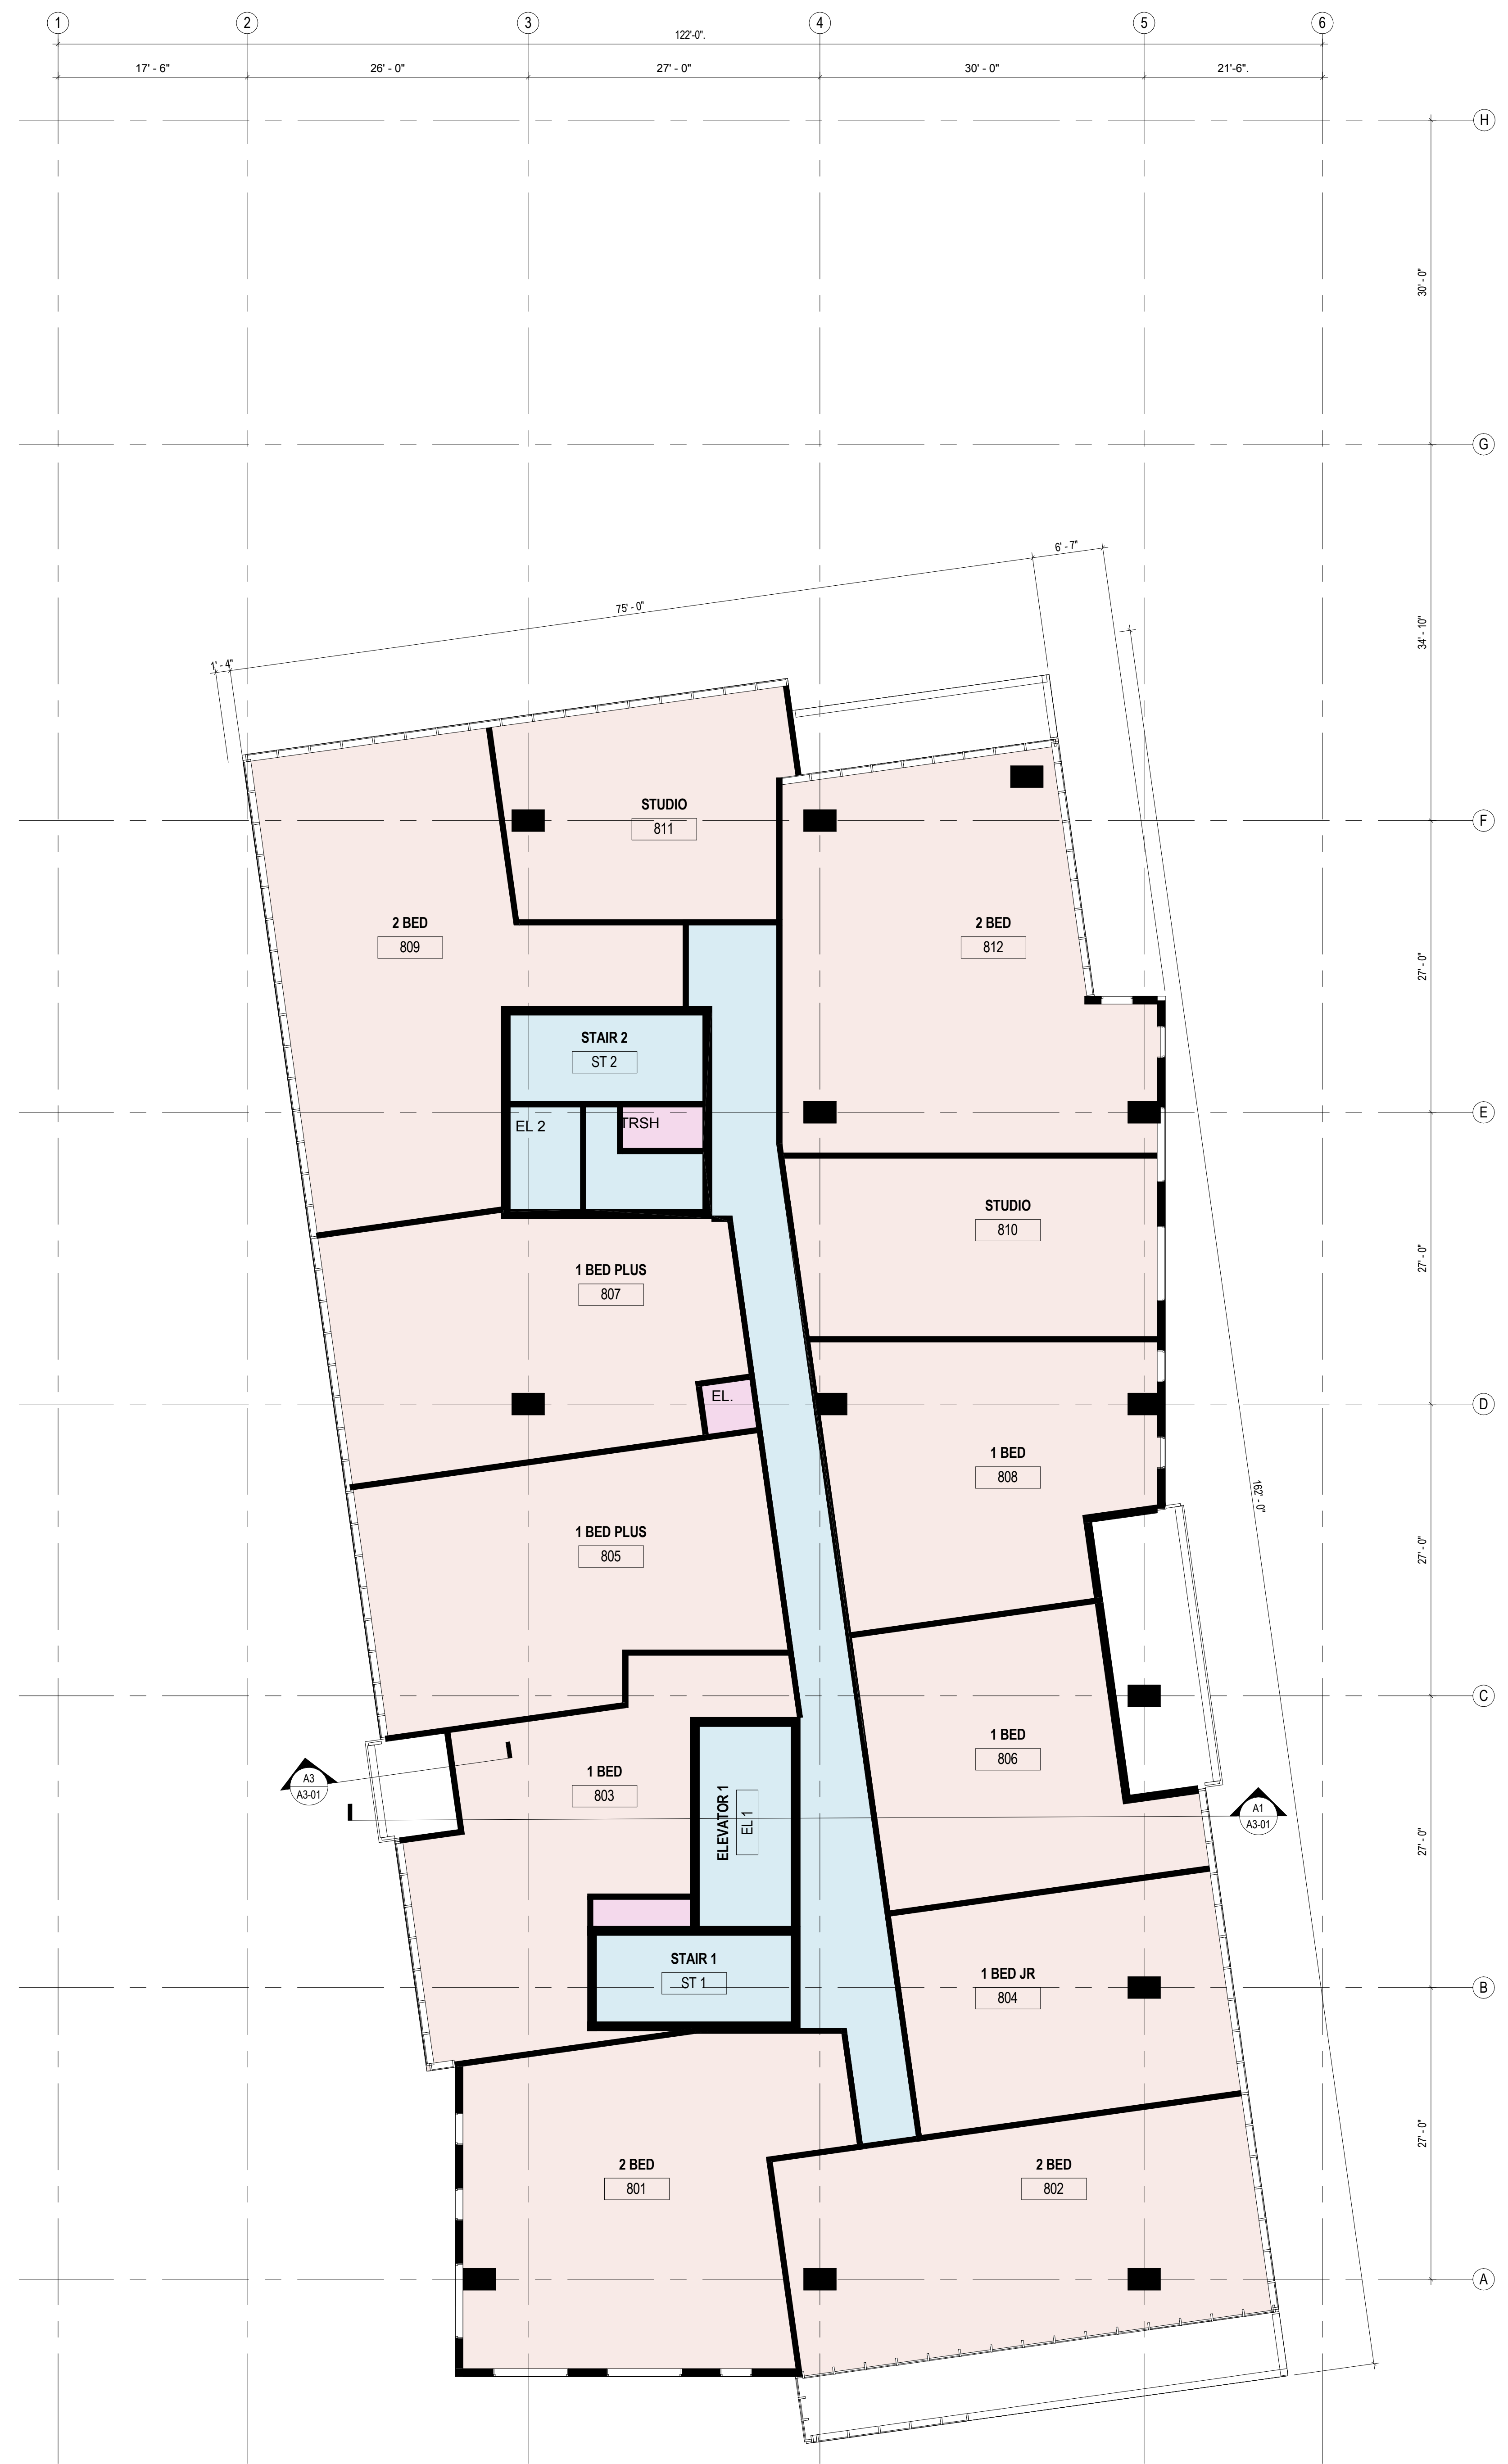 1
2
3
4
5
6
122'-0".
17' - 6"
26' - 0"
27' - 0"
30' - 0"
21'-6".
H
30' - 0"
G
6' - 7"
75' - 0"
34' - 10"
1' - 4"
STUDIO
811
F
2 BED
809
2 BED
812
27' - 0"
STAIR 2
ST 2
EL 2
TRSH
E
STUDIO
810
1 BED PLUS
807
27' - 0"
EL.
D
1 BED
808
162' - 0"
1 BED PLUS
805
27' - 0"
C
1 BED
806
1 BED
803
A3
A3-01
ELEVATOR 1
EL 1
A1
A3-01
27' - 0"
STAIR 1
ST 1
1 BED JR
804
B
27' - 0"
2 BED
801
2 BED
802
A